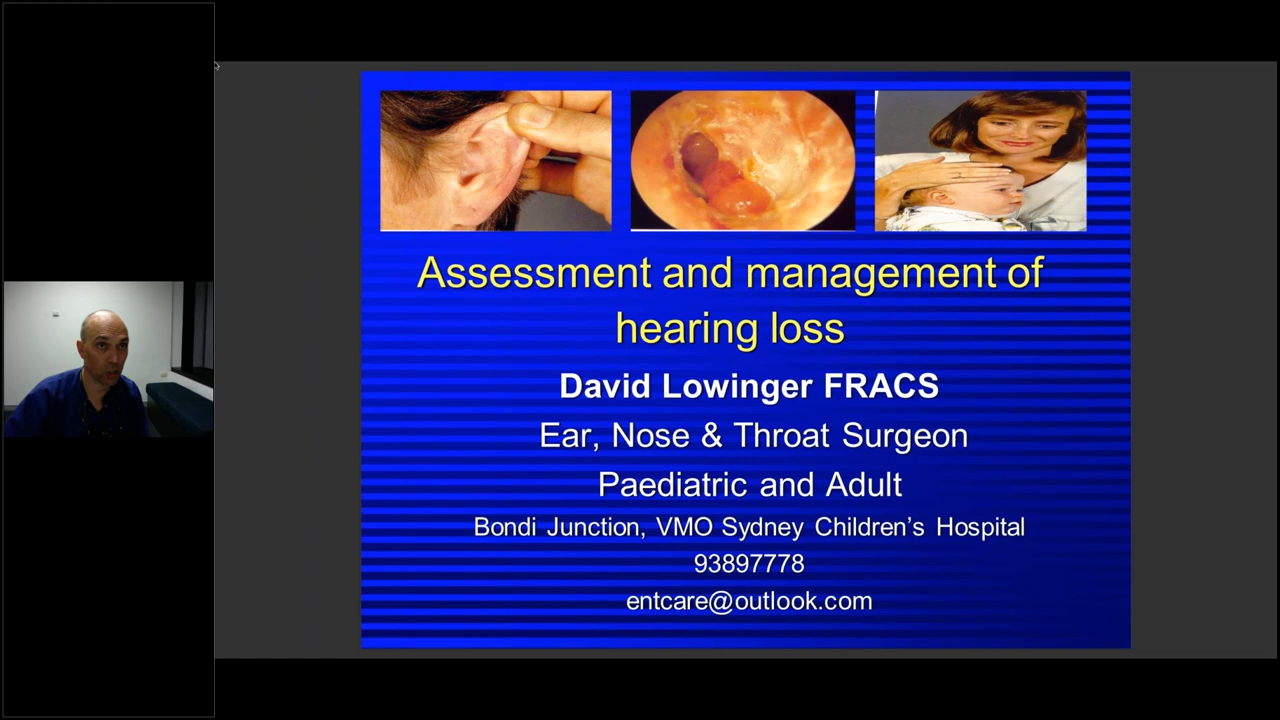 Assessment and management of
hearing loss
David Lowinger FRACS
Ear, Nose & Throat Surgeon
Paediatric and Adult
Bondi Junction, VMO Sydney Children’s Hospital
93897778
entcare@outlook.com